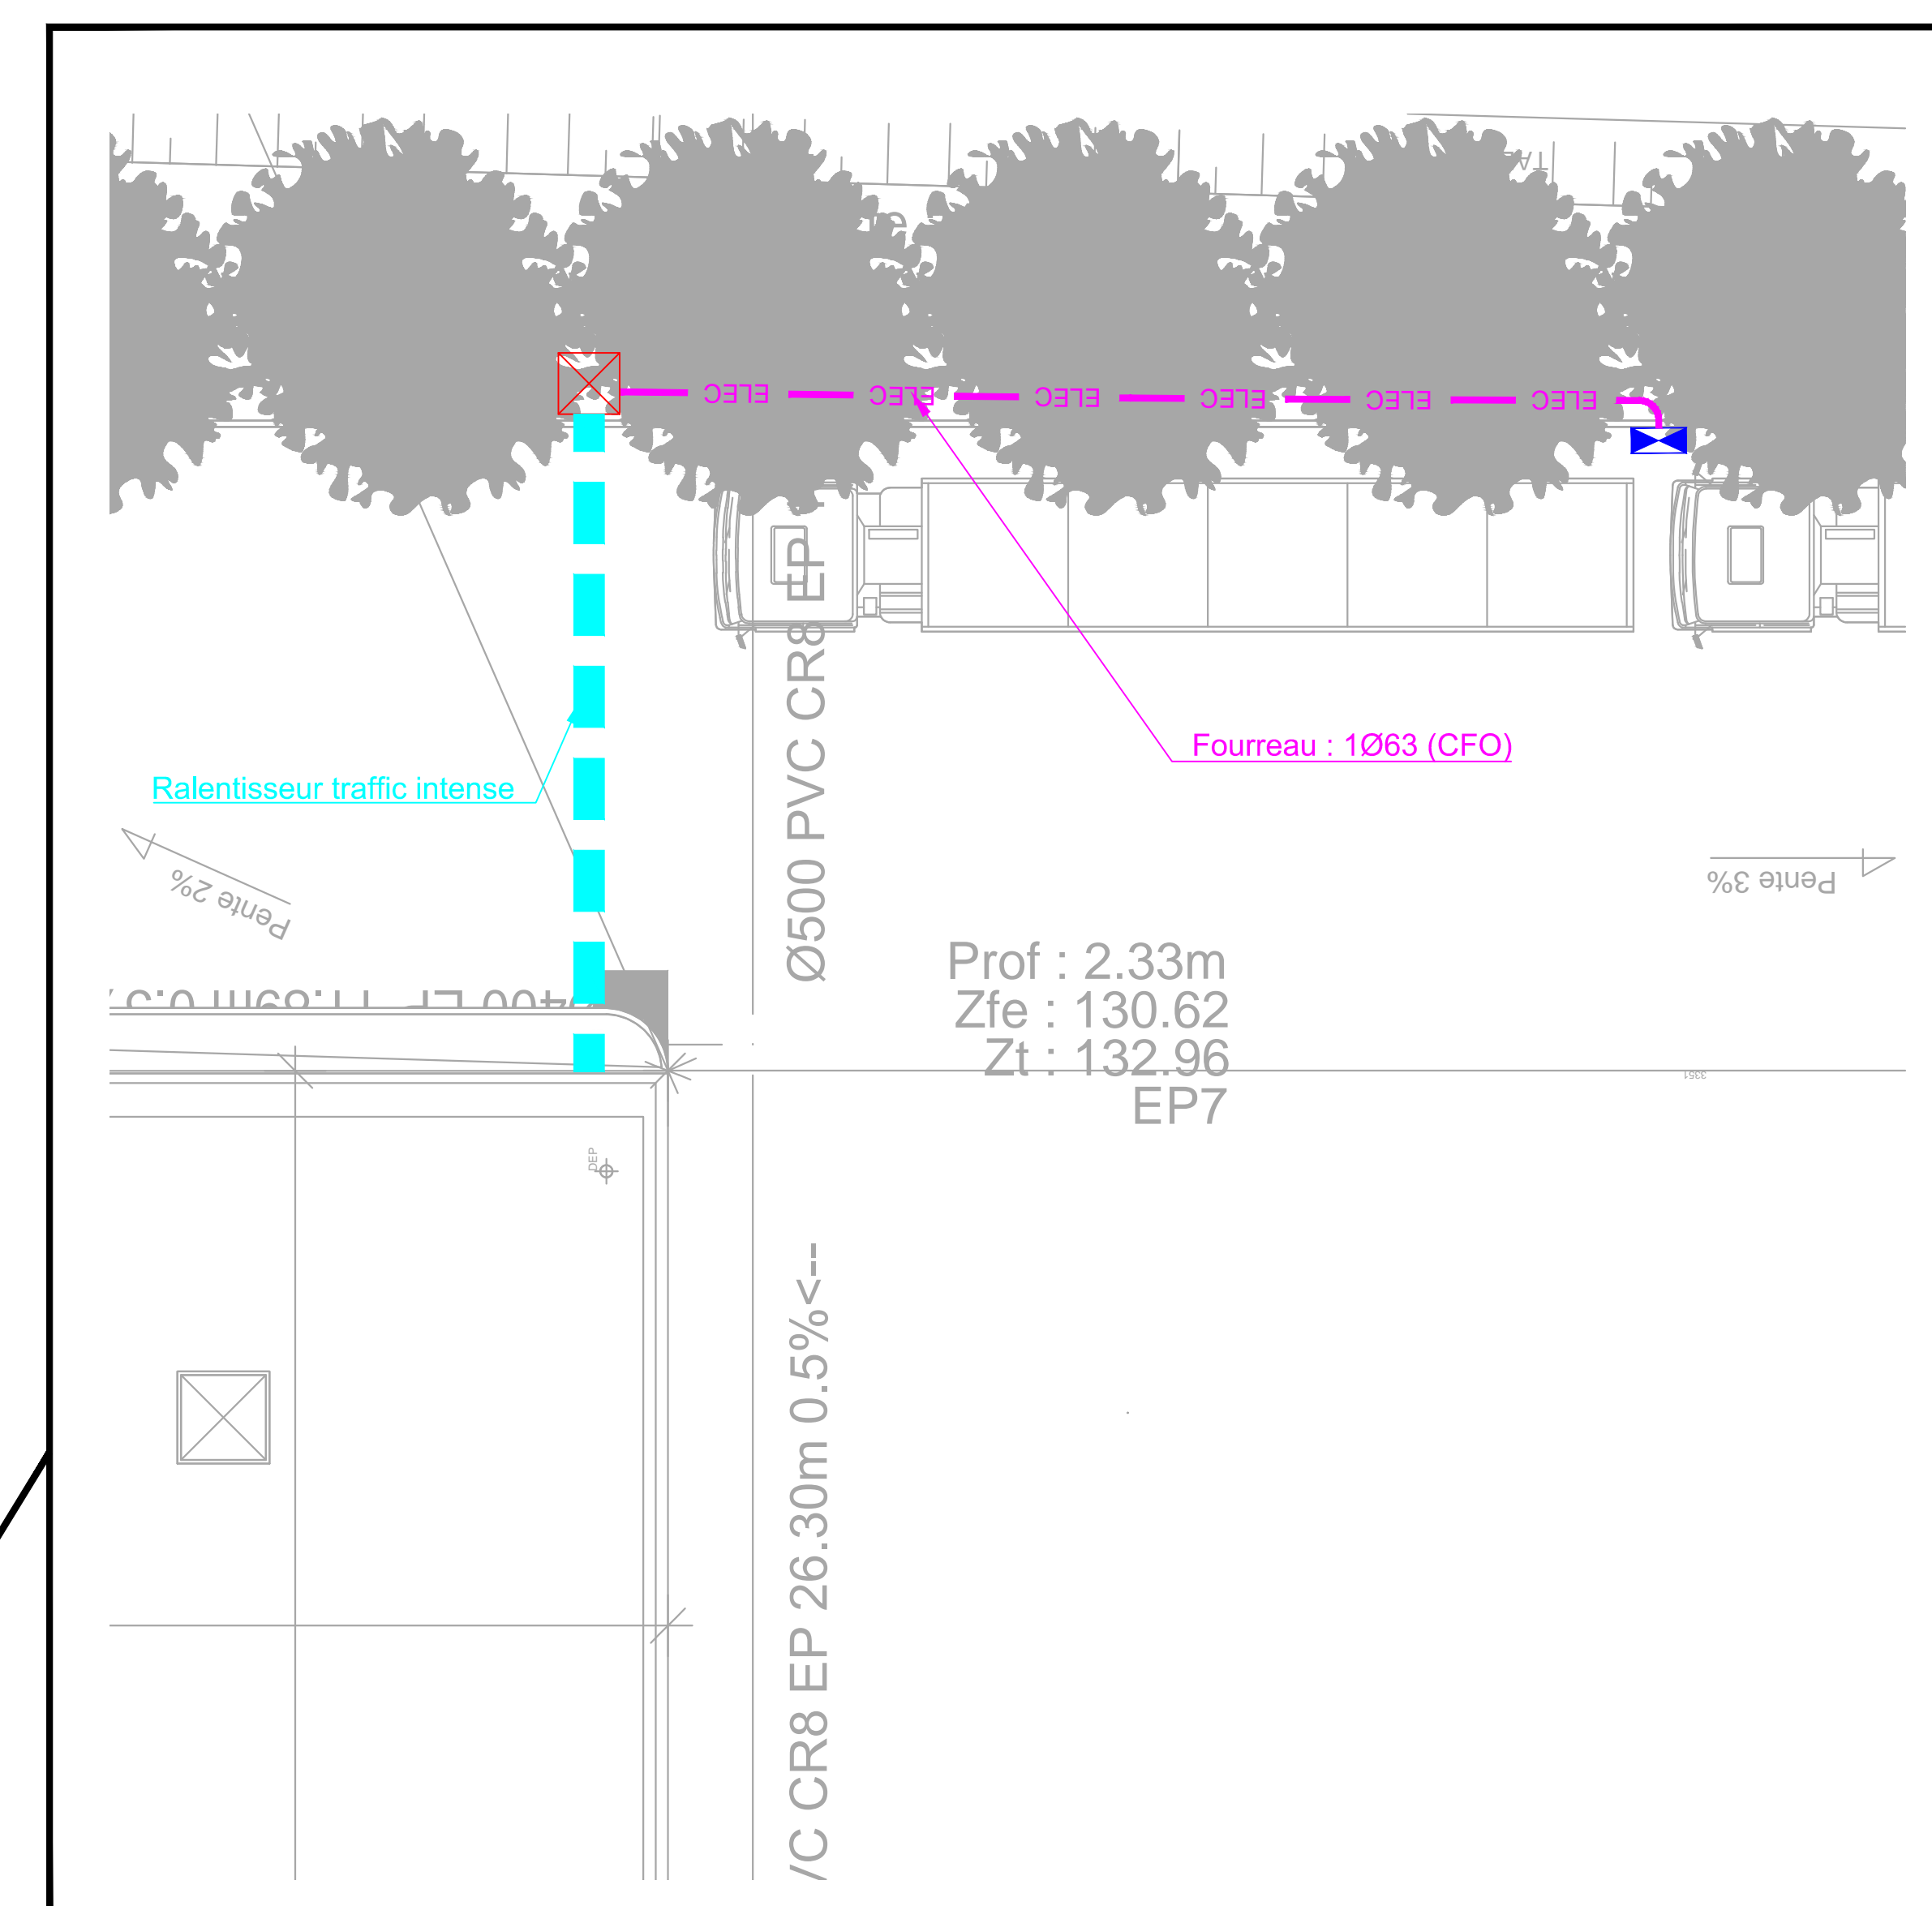 ELEC ELEC ELEC ELEC ELEC ELEC
Fourreau : 1Ø63 (CFO)
Ralentisseur traffic intense
Pente 2%
Pente 3%
Ø500 PVC CR8 EP
Prof : 2.33m
Zfe : 130.62
Zt : 132.96
EP7
3351
DEP
CR8 EP 26.30m 0.5%<--